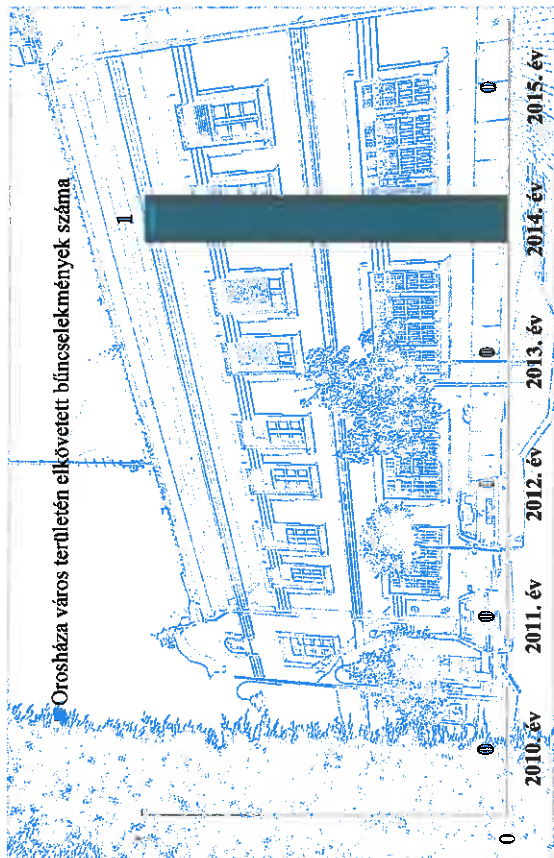 Orosháza város területén elkövetett bűncselekmények száma
1
0
0
0
0
0
0
2010. év
2011. év
2012. év
2013. év
2014. év
2015. év